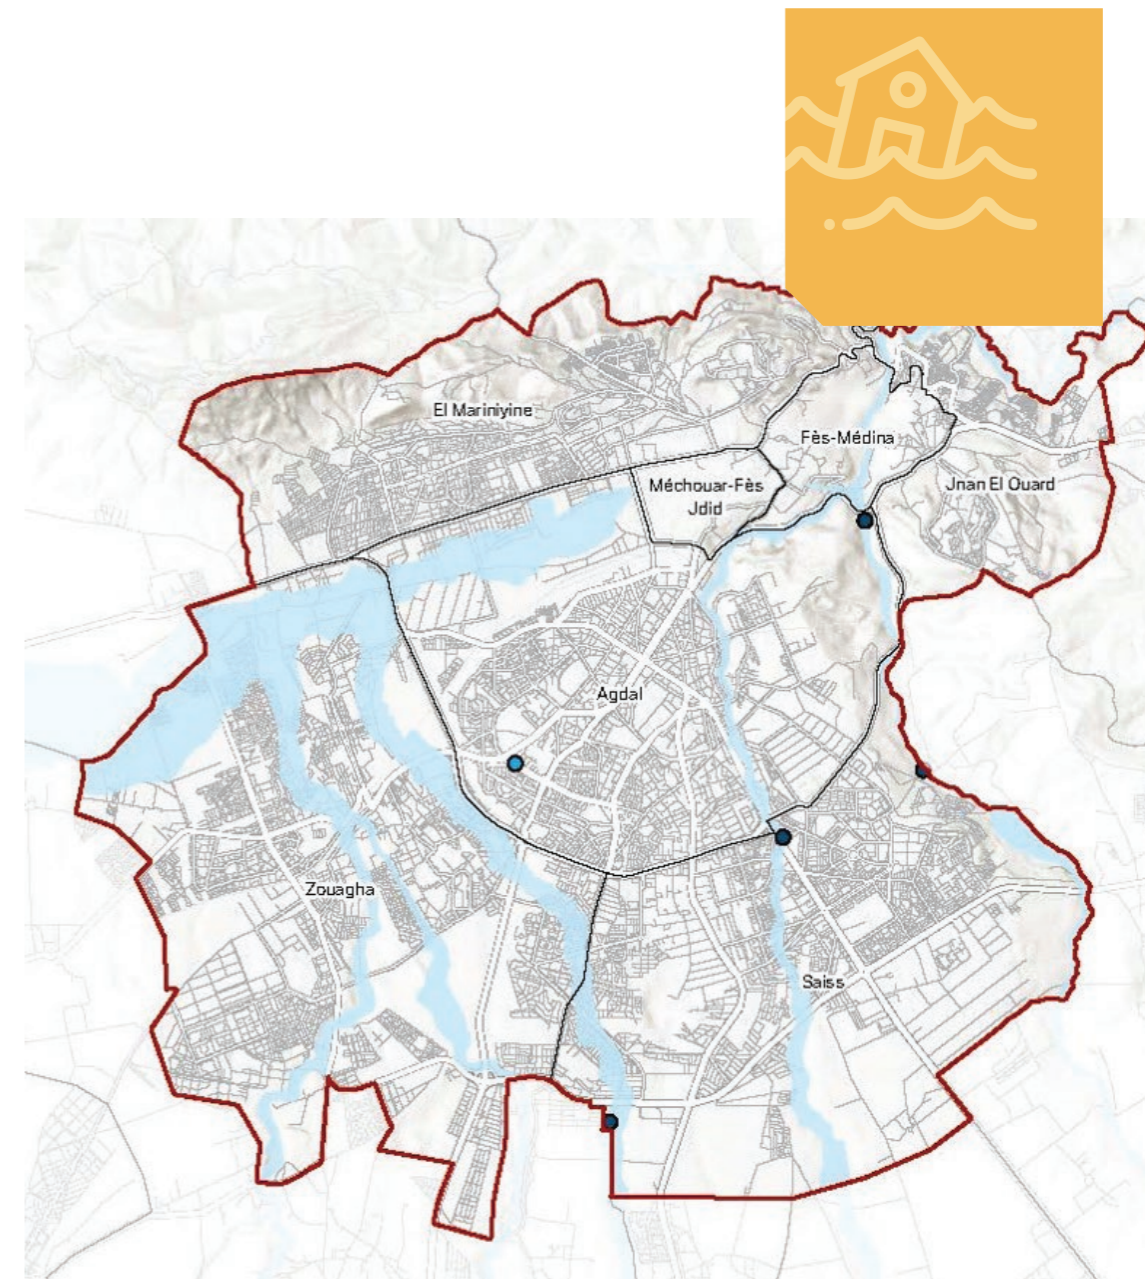 El Mariniyine
Fès-Médina
Méchouar-Fès
Jdid
Jnan El Ouard
Agdal
Zouagha
Saiss